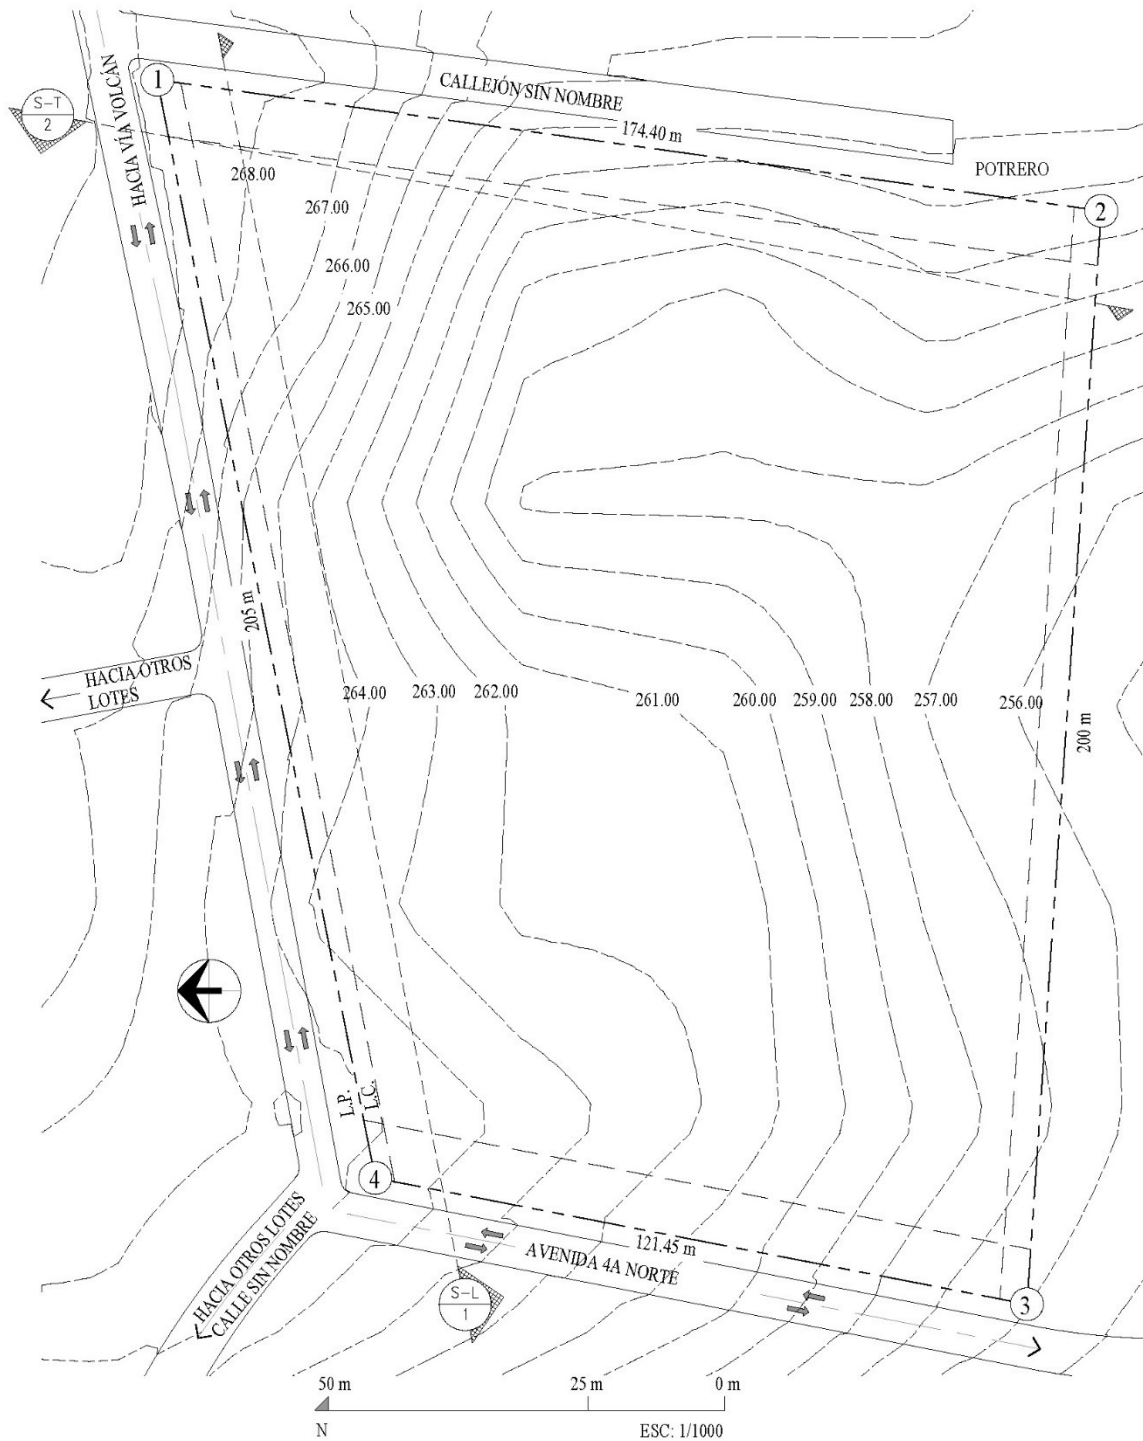 HACIA VÍA VOLCÁN
1
CALLEJÓN SIN NOMBRE
174.40 m
S-T
2
POTRERO
2
268.00
267.00
266.00
265.00
205 m
HACIA OTROS
LOTES
264.00
263.00
262.00
261.00
260.00
259.00
258.00
257.00
256.00
200 m
L.P.
L.C.
4
HACIA OTROS LOTES
CALLE SIN NOMBRE
121.45 m
AVENIDA 4A NORTE
S-L
1
3
50 m
25 m
0 m
N
ESC: 1/1000